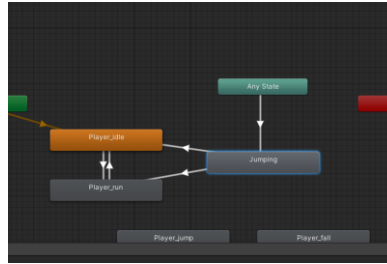 Any State
Player_Idle
Jumping
Player_run
Player_jump
Player_fall